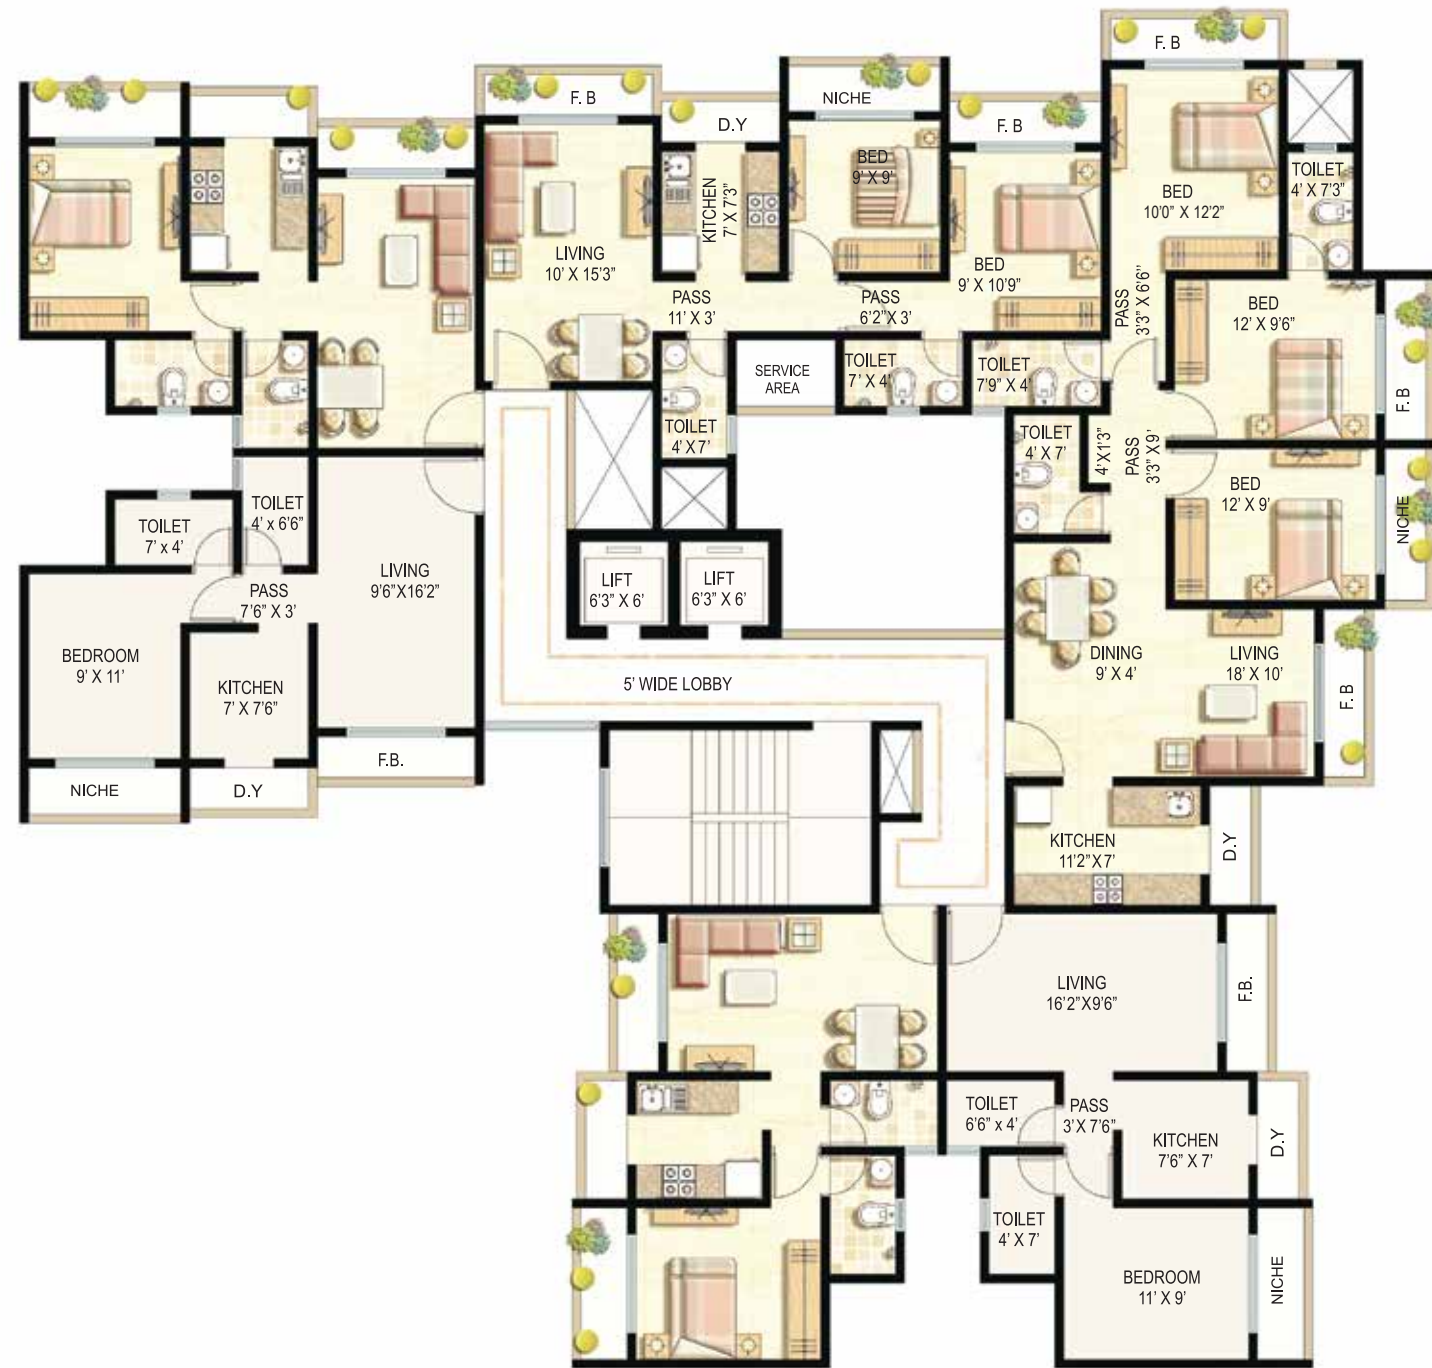 F. B
F. B
NICHE
D.Y
F. B
BED
9' X 9'
KITCHEN
7' X 7'3"
TOILET
4' X 7'3"
BED
10'0" X 12'2"
LIVING
10' X 15'3"
BED
9' X 10'9"
PASS
11' X 3'
PASS
6'2" X 3'
PASS
3'3" X 6'6"
BED
12' X 9'6"
F. B
SERVICE
AREA
TOILET
7' X 4'
TOILET
7'9" X 4'
TOILET
4' X 7'
TOILET
4' X 7'
4' X 1'3"
PASS
3'3" X 9'
BED
12' X 9'
NICHE
TOILET
4' x 6'6"
TOILET
7' x 4'
LIVING
9'6" X 16'2"
PASS
7'6" X 3'
LIFT
6'3" X 6'
LIFT
6'3" X 6'
BEDROOM
9' X 11'
KITCHEN
7' X 7'6"
DINING
9' X 4'
LIVING
18' X 10'
F. B
5' WIDE LOBBY
F.B.
NICHE
D.Y
KITCHEN
11'2" X 7'
D.Y
LIVING
16'2" X 9'6"
F.B.
TOILET
6'6" x 4'
PASS
3' X 7'6"
KITCHEN
7'6" X 7'
D.Y
TOILET
4' X 7'
BEDROOM
11' X 9'
NICHE